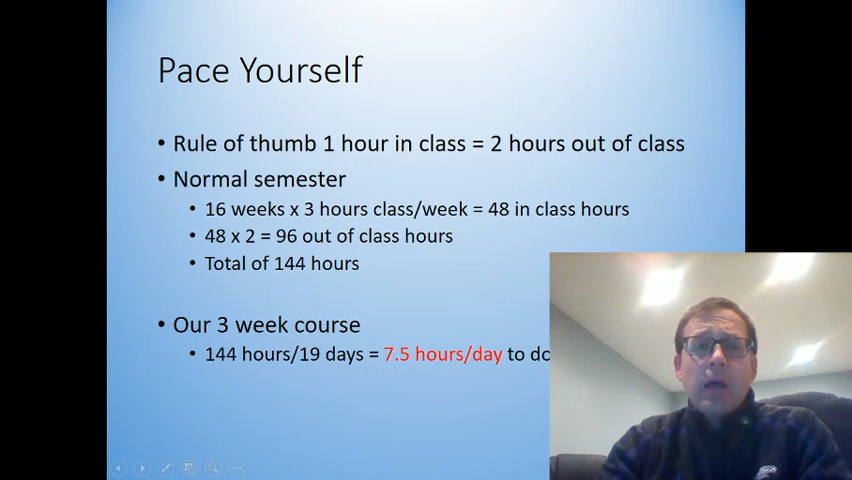 Pace Yourself
• Rule of thumb 1 hour in class = 2 hours out of class
• Normal semester
• 16 weeks x 3 hours class/week = 48 in class hours
• 48 x 2 = 96 out of class hours
• Total of 144 hours
• Our 3 week course
• 144 hours/19 days = 7.5 hours/day to